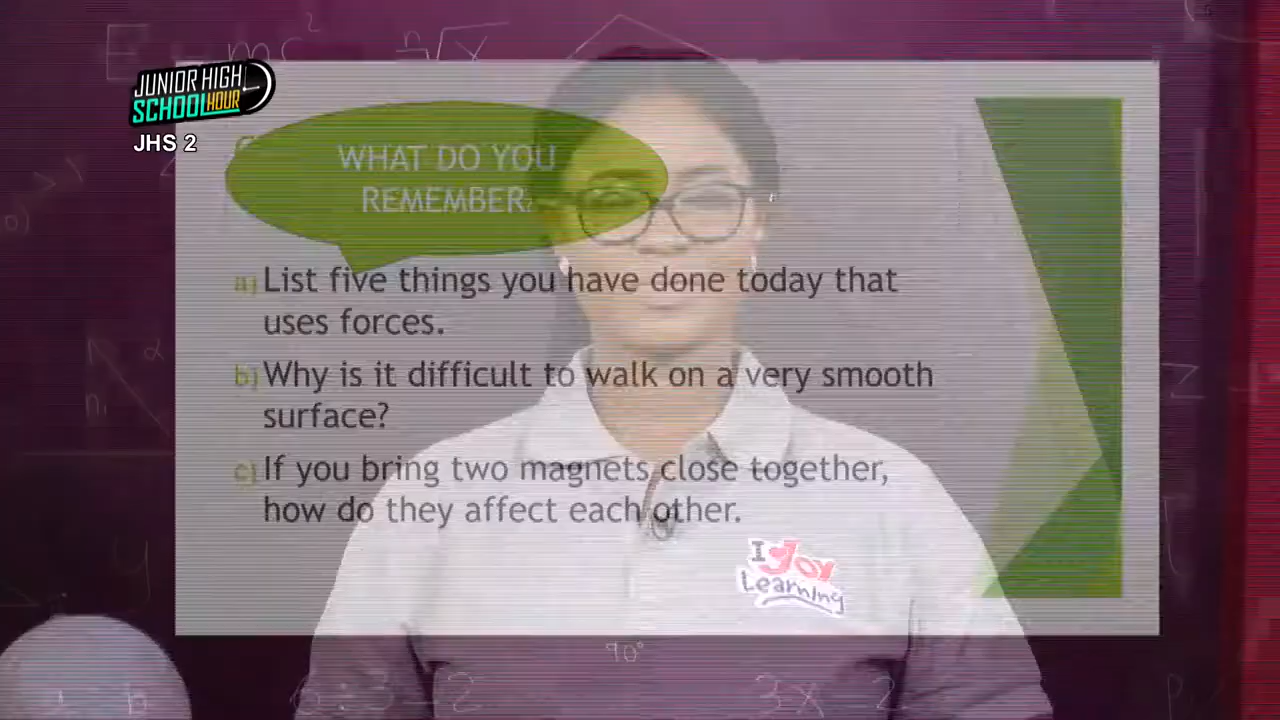 E = mc²
ⁿ√x
JUNIOR HIGH
SCHOOL HOUR
JHS 2
WHAT DO YOU
REMEMBER?
a) List five things you have done today that
uses forces.
b) Why is it difficult to walk on a very smooth
surface?
c) If you bring two magnets close together,
how do they affect each other.
I Joy
Learning
90°